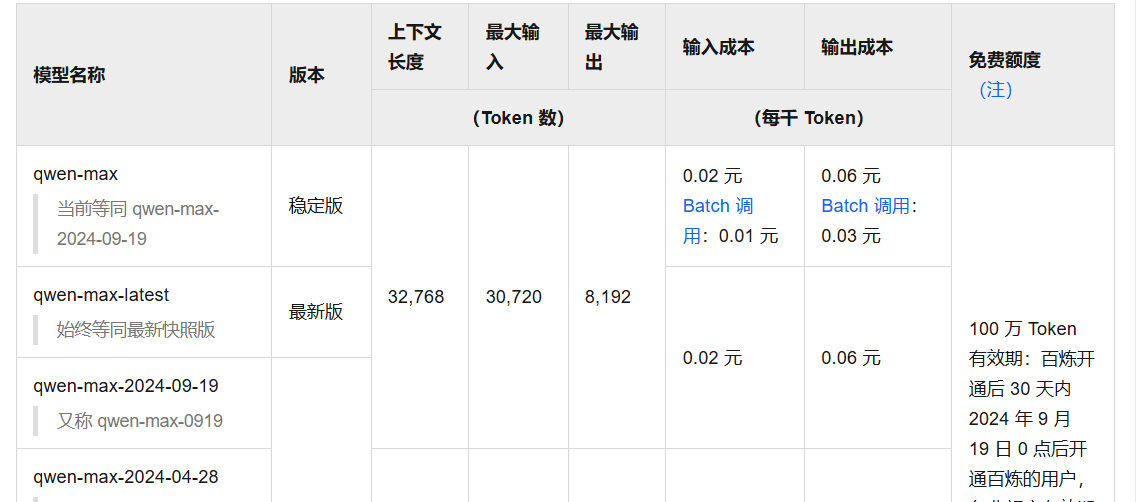 模型名称
版本
上下文
长度
最大输
入
最大输
出
输入成本
输出成本
免费额度
（注）
（Token 数）
（每千 Token）
qwen-max
当前等同 qwen-max-
2024-09-19
稳定版
32,768
30,720
8,192
0.02 元
Batch 调
用：0.01 元
0.06 元
Batch 调用：
0.03 元
100 万 Token
有效期：百炼开
通后 30 天内
2024 年 9 月
19 日 0 点后开
通百炼的用户，
qwen-max-latest
始终等同最新快照版
最新版
0.02 元
0.06 元
qwen-max-2024-09-19
又称 qwen-max-0919
qwen-max-2024-04-28